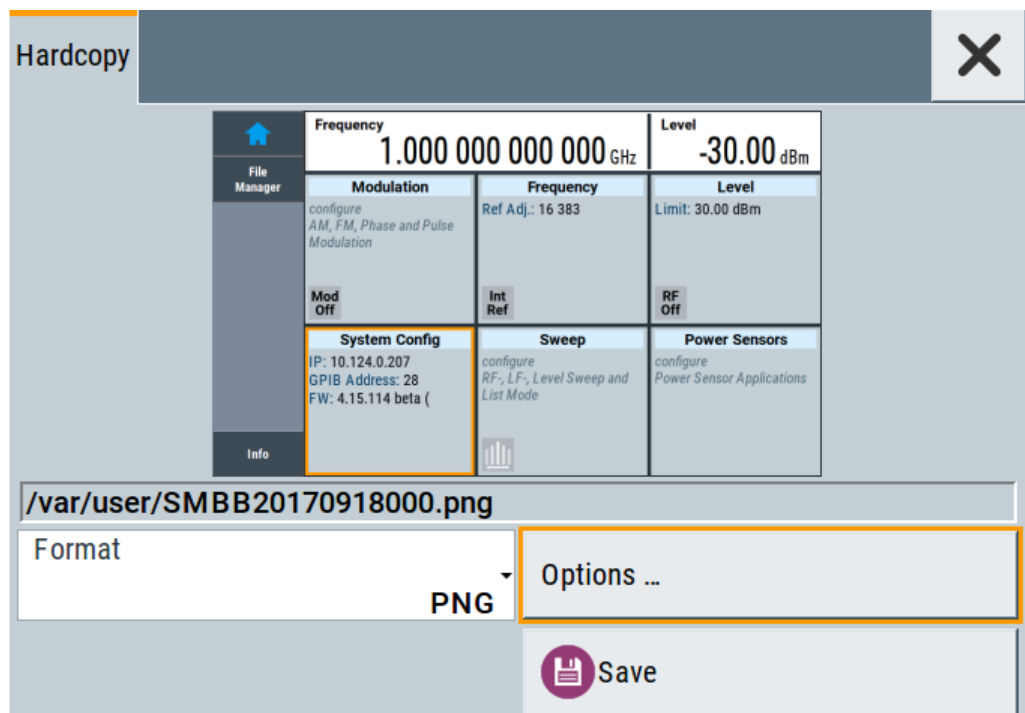 Hardcopy
Frequency
1.000 000 000 000 GHz
Level
-30.00 dBm
File
Manager
Modulation
configure
AM, FM, Phase and Pulse
Modulation
Mod
Off
Frequency
Ref Adj.: 16 383
Int
Ref
Level
Limit: 30.00 dBm
RF
Off
System Config
IP: 10.124.0.207
GPIB Address: 28
FW: 4.15.114 beta (
Sweep
configure
RF-, LF-, Level Sweep and
List Mode
Power Sensors
configure
Power Sensor Applications
Info
/var/user/SMBB20170918000.png
Format
PNG
Options ...
Save